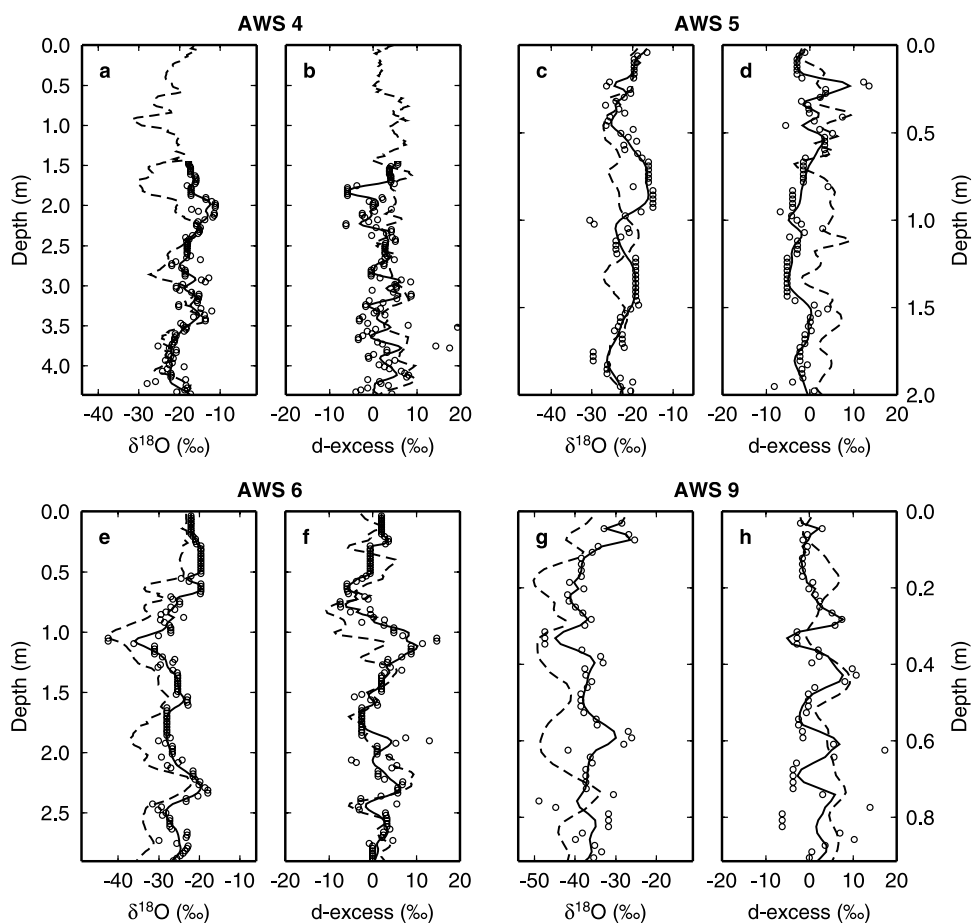 AWS 4
AWS 5
0.0
0.5
1.0
1.5
2.0
2.5
3.0
3.5
4.0
Depth (m)
a
b
c
d
0.0
0.5
1.0
1.5
2.0
Depth (m)
-40 -30 -20 -10
0 10 20
-40 -30 -20 -10
-20 -10 0 10 20
δ18O (‰)
d-excess (‰)
δ18O (‰)
d-excess (‰)
AWS 6
AWS 9
0.0
0.5
1.0
1.5
2.0
2.5
Depth (m)
e
f
g
h
0.0
0.2
0.4
0.6
0.8
Depth (m)
-40 -30 -20 -10
-20 -10 0 10 20
-50 -40 -30 -20
-20 -10 0 10 20
δ18O (‰)
d-excess (‰)
δ18O (‰)
d-excess (‰)